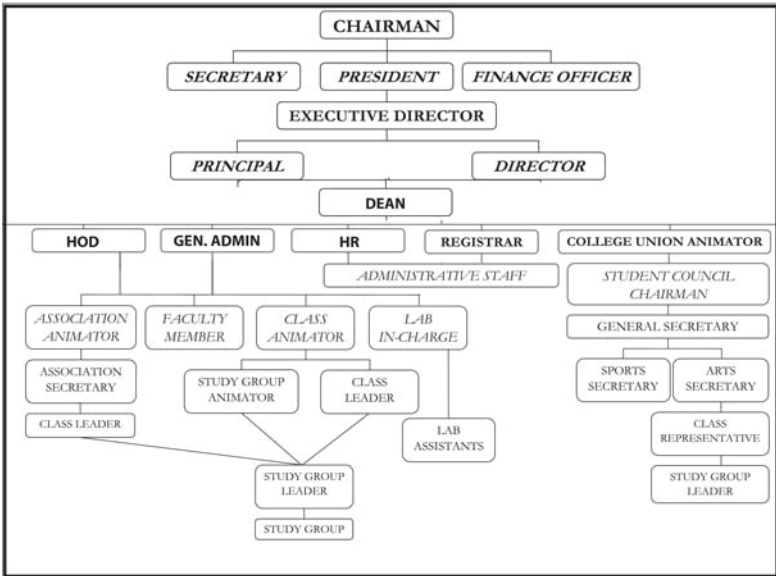 CHAIRMAN
SECRETARY
PRESIDENT
FINANCE OFFICER
EXECUTIVE DIRECTOR
PRINCIPAL
DIRECTOR
DEAN
HOD
GEN. ADMIN
HR
REGISTRAR
COLLEGE UNION ANIMATOR
ADMINISTRATIVE STAFF
STUDENT COUNCIL
CHAIRMAN
ASSOCIATION
ANIMATOR
FACULTY
MEMBER
CLASS
ANIMATOR
LAB
IN-CHARGE
GENERAL SECRETARY
ASSOCIATION
SECRETARY
STUDY GROUP
ANIMATOR
CLASS
LEADER
SPORTS
SECRETARY
ARTS
SECRETARY
CLASS LEADER
LAB
ASSISTANTS
CLASS
REPRESENTATIVE
STUDY GROUP
LEADER
STUDY GROUP
LEADER
STUDY GROUP